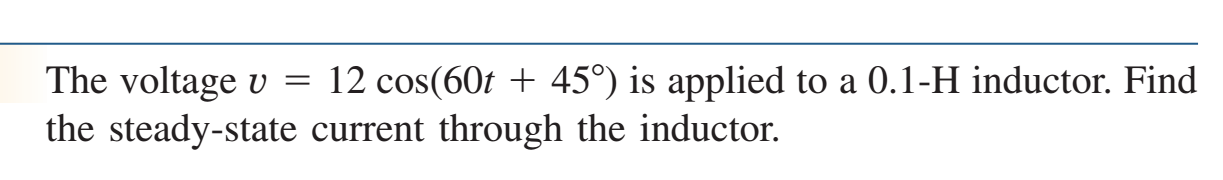 The voltage v = 12 cos(60t + 45°) is applied to a 0.1-H inductor. Find
the steady-state current through the inductor.